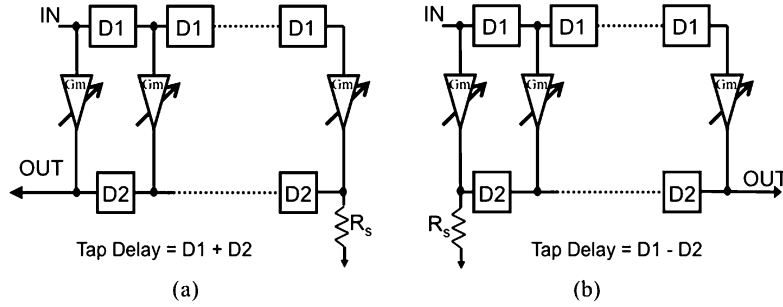 IN D1 D1 D1
Gm Gm Gm
OUT D2 D2
Rs
Tap Delay = D1 + D2
(a)
IN D1 D1 D1
Gm Gm Gm
D2 D2 OUT
Rs
Tap Delay = D1 - D2
(b)